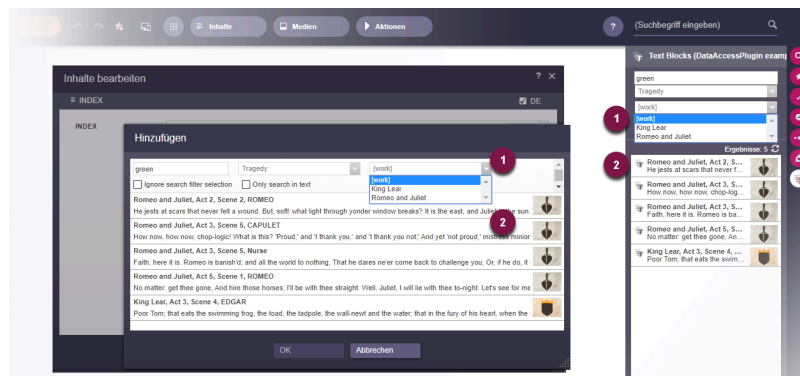 Inhalte
Medien
Aktionen
?
(Suchbegriff eingeben)
Inhalte bearbeiten
? ×
INDEX
DE
INDEX
Hinzufügen
green
Tragedy
[work]
1
[work]
King Lear
Romeo and Juliet
Ignore search filter selection
Only search in text
2
Romeo and Juliet, Act 2, Scene 2, ROMEO
He jests at scars that never felt a wound. But, soft! what light through yonder window breaks? It is the east, and Juliet is the sun.
Romeo and Juliet, Act 3, Scene 5, CAPULET
How now, how now, chop-logic! What is this? 'Proud,' and 'I thank you,' and 'I thank you not;' And yet 'not proud,' mistress minion
Romeo and Juliet, Act 3, Scene 5, Nurse
Faith, here it is. Romeo is banish'd; and all the world to nothing, That he dares ne'er come back to challenge you; Or, if he do, it
Romeo and Juliet, Act 5, Scene 1, ROMEO
No matter: get thee gone, And hire those horses; I'll be with thee straight. Well, Juliet, I will lie with thee to-night. Let's see for me
King Lear, Act 3, Scene 4, EDGAR
Poor Tom; that eats the swimming frog, the toad, the tadpole, the wall-newt and the water; that in the fury of his heart, when the
OK
Abbrechen
Text Blocks (DataAccessPlugin examp
green
Tragedy
[work]
1
[work]
King Lear
Romeo and Juliet
Ergebnisse: 5
2
Romeo and Juliet, Act 2, S...
He jests at scars that never f...
Romeo and Juliet, Act 3, S...
How now, how now, chop-log...
Romeo and Juliet, Act 3, S...
Faith, here it is. Romeo is ba...
Romeo and Juliet, Act 5, S...
No matter: get thee gone, An...
King Lear, Act 3, Scene 4, ...
Poor Tom; that eats the swim...